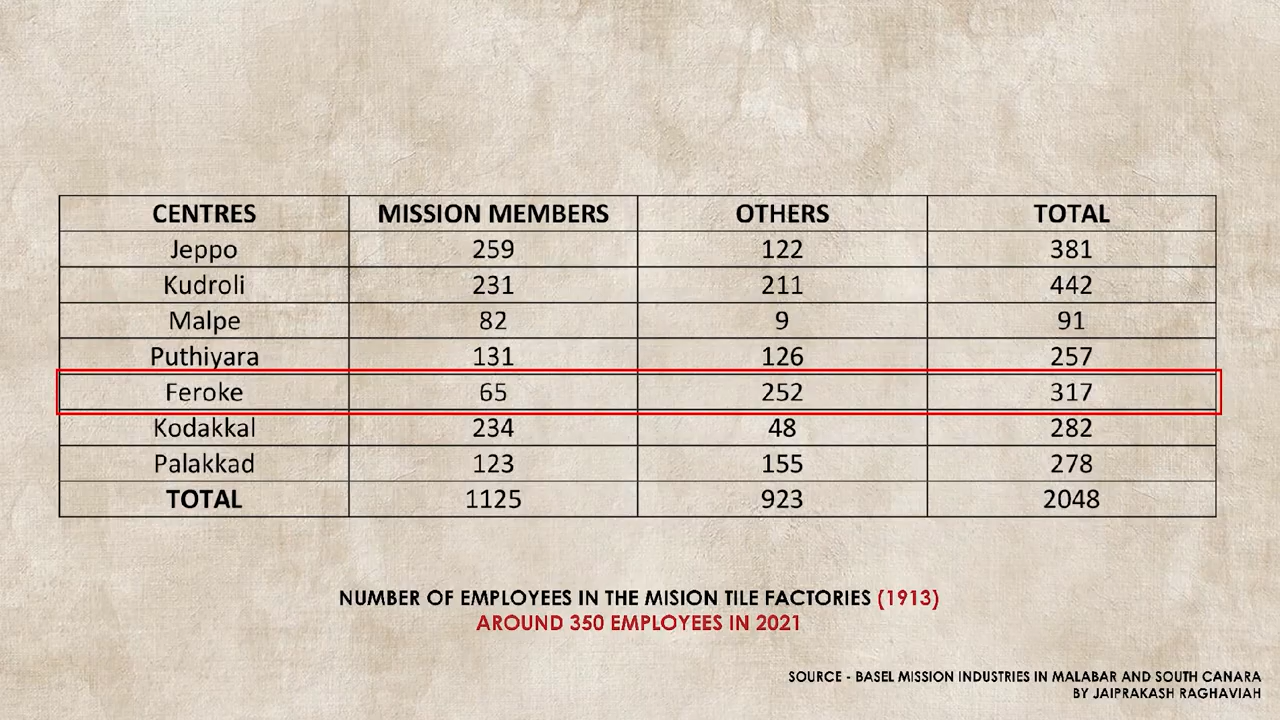 CENTRES MISSION MEMBERS OTHERS TOTAL
Jeppo 259 122 381
Kudroli 231 211 442
Malpe 82 9 91
Puthiyara 131 126 257
Feroke 65 252 317
Kodakkal 234 48 282
Palakkad 123 155 278
TOTAL 1125 923 2048
NUMBER OF EMPLOYEES IN THE MISION TILE FACTORIES (1913)
AROUND 350 EMPLOYEES IN 2021
SOURCE - BASEL MISSION INDUSTRIES IN MALABAR AND SOUTH CANARA
BY JAIPRAKASH RAGHAVIAH